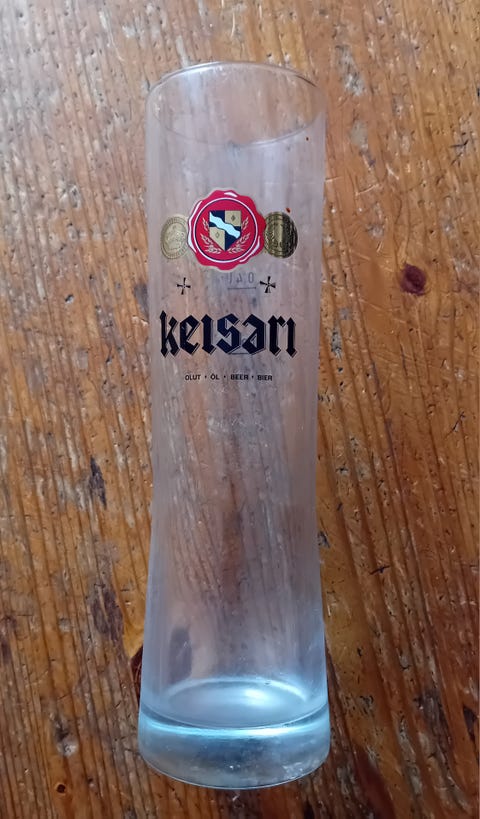 keisari
OLUT • ÖL • BEER • BIER